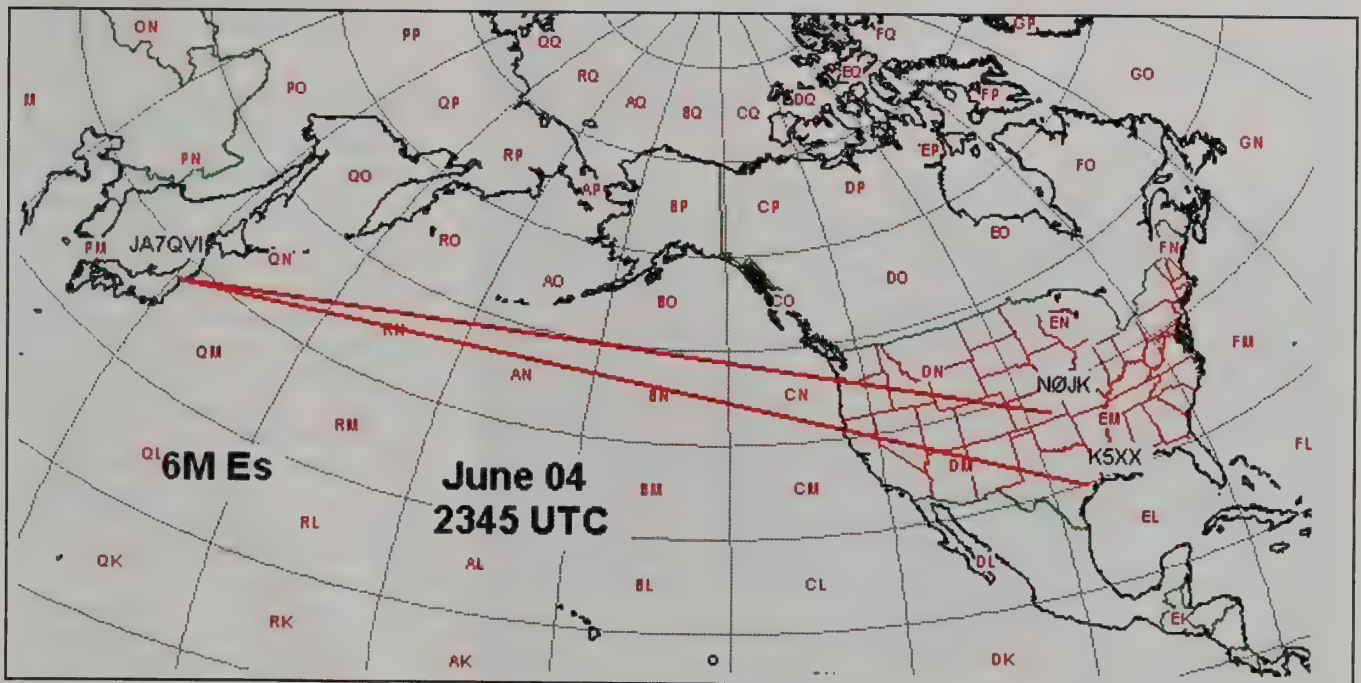 ON
PP
QQ
FQ
GP
GO
M
PO
QP
RQ
AQ
BQ
CQ
DQ
EQ
FP
PN
QO
RP
AP
BP
CP
DP
EP
FO
GN
PM
JA7QVI
QN
RO
AO
BO
CO
DO
EO
FN
QM
RN
AN
BN
CN
DN
EN
NØJK
FM
QL
6M Es
RM
June 04
2345 UTC
BM
CM
DM
EM
K5XX
FL
RL
QK
AL
BL
CL
DL
EL
RK
AK
DK
EK